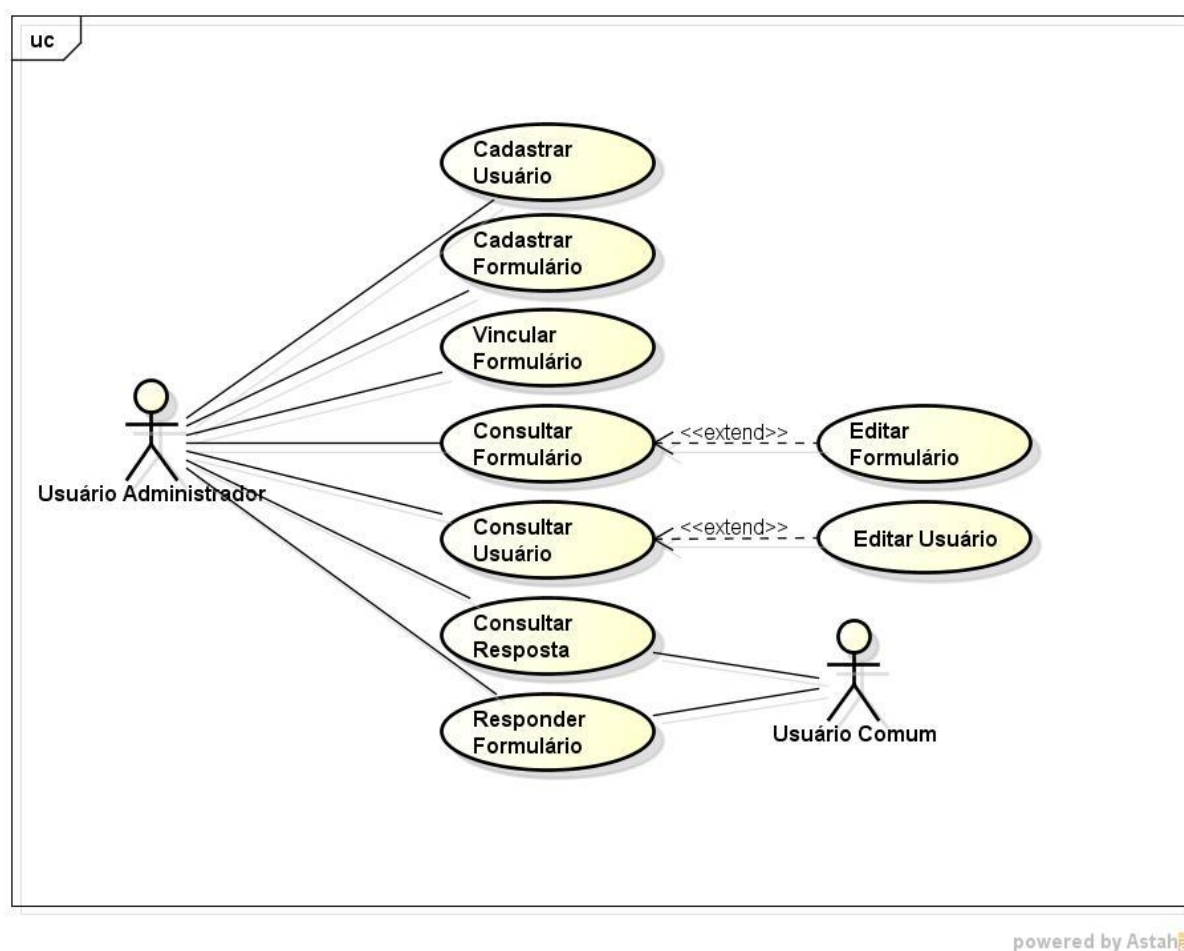 uc
Cadastrar
Usuário
Cadastrar
Formulário
Vincular
Formulário
Consultar
Formulário
<<extend>>
Editar
Formulário
Usuário Administrador
Consultar
Usuário
<<extend>>
Editar Usuário
Consultar
Resposta
Responder
Formulário
Usuário Comum
powered by Astah